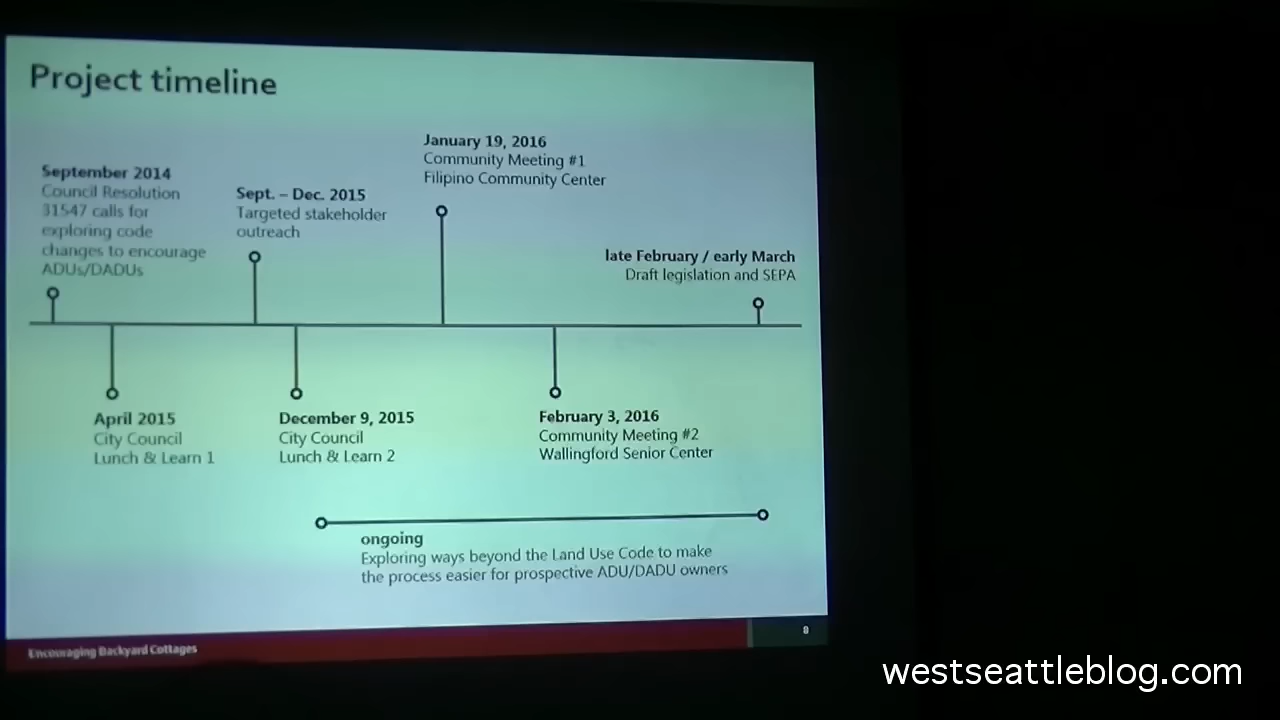 Project timeline
September 2014
Council Resolution
31547 calls for
exploring code
changes to encourage
ADUs/DADUs
Sept. – Dec. 2015
Targeted stakeholder
outreach
January 19, 2016
Community Meeting #1
Filipino Community Center
late February / early March
Draft legislation and SEPA
April 2015
City Council
Lunch & Learn 1
December 9, 2015
City Council
Lunch & Learn 2
February 3, 2016
Community Meeting #2
Wallingford Senior Center
ongoing
Exploring ways beyond the Land Use Code to make
the process easier for prospective ADU/DADU owners
Encouraging Backyard Cottages
westseattleblog.com